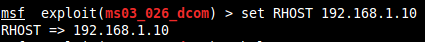 msf exploit(ms03_026_dcom) > set RHOST 192.168.1.10
RHOST => 192.168.1.10